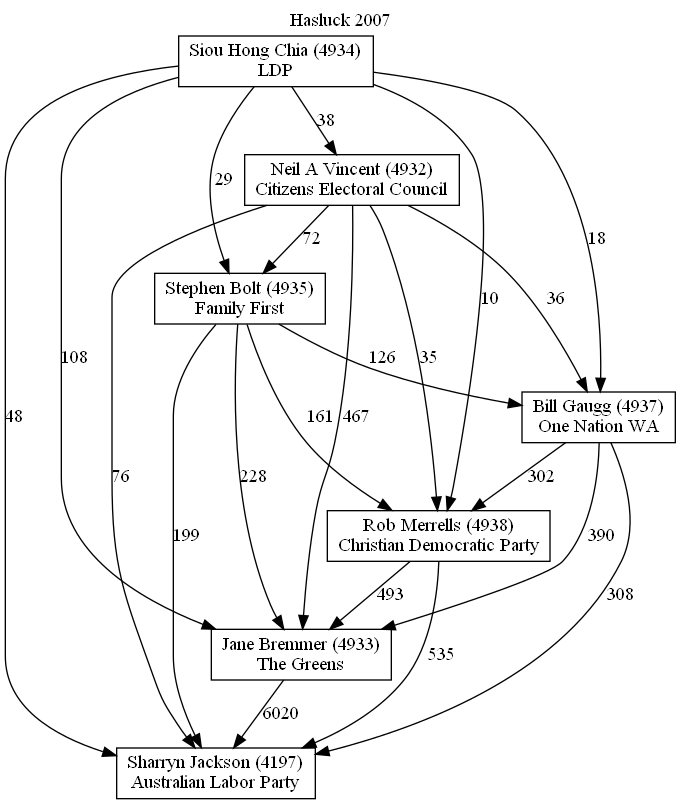 Hasluck 2007
Siou Hong Chia (4934)
LDP
38
Neil A Vincent (4932)
Citizens Electoral Council
29
72
18
Stephen Bolt (4935)
Family First
10
36
108
126
35
48
467
161
Bill Gaugg (4937)
One Nation WA
76
228
302
199
Rob Merrells (4938)
Christian Democratic Party
390
493
308
Jane Bremmer (4933)
The Greens
535
6020
Sharryn Jackson (4197)
Australian Labor Party